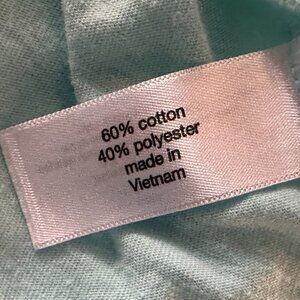 60% cotton
40% polyester
made in
Vietnam